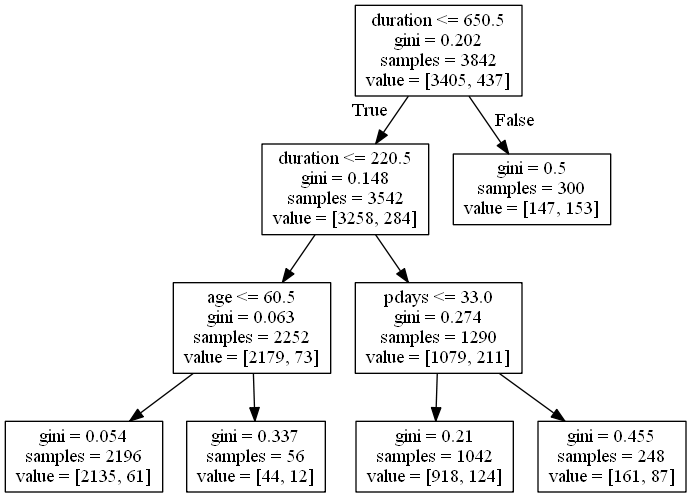 duration <= 650.5
gini = 0.202
samples = 3842
value = [3405, 437]
True
False
duration <= 220.5
gini = 0.148
samples = 3542
value = [3258, 284]
gini = 0.5
samples = 300
value = [147, 153]
age <= 60.5
gini = 0.063
samples = 2252
value = [2179, 73]
pdays <= 33.0
gini = 0.274
samples = 1290
value = [1079, 211]
gini = 0.054
samples = 2196
value = [2135, 61]
gini = 0.337
samples = 56
value = [44, 12]
gini = 0.21
samples = 1042
value = [918, 124]
gini = 0.455
samples = 248
value = [161, 87]